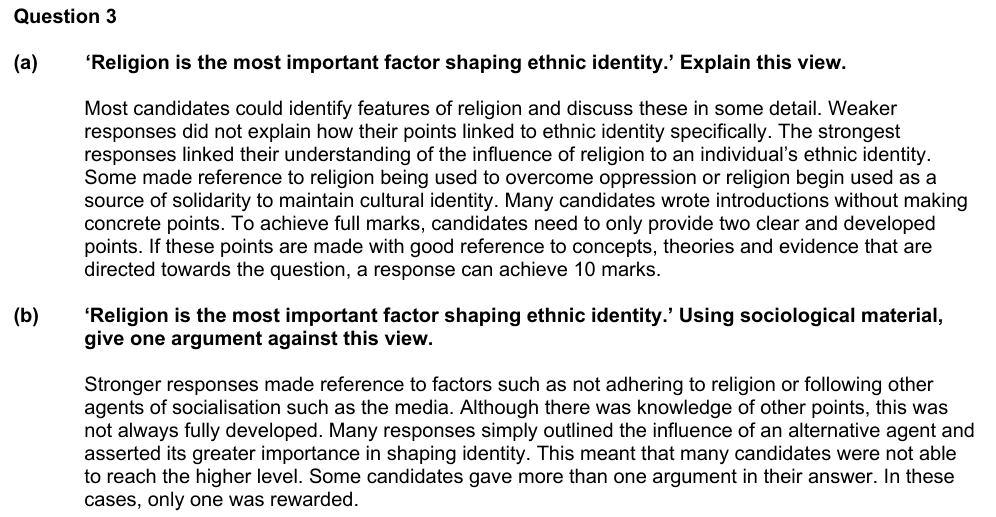 Question 3
(a) ‘Religion is the most important factor shaping ethnic identity.’ Explain this view.
Most candidates could identify features of religion and discuss these in some detail. Weaker
responses did not explain how their points linked to ethnic identity specifically. The strongest
responses linked their understanding of the influence of religion to an individual’s ethnic identity.
Some made reference to religion being used to overcome oppression or religion begin used as a
source of solidarity to maintain cultural identity. Many candidates wrote introductions without making
concrete points. To achieve full marks, candidates need to only provide two clear and developed
points. If these points are made with good reference to concepts, theories and evidence that are
directed towards the question, a response can achieve 10 marks.
(b) ‘Religion is the most important factor shaping ethnic identity.’ Using sociological material,
give one argument against this view.
Stronger responses made reference to factors such as not adhering to religion or following other
agents of socialisation such as the media. Although there was knowledge of other points, this was
not always fully developed. Many responses simply outlined the influence of an alternative agent and
asserted its greater importance in shaping identity. This meant that many candidates were not able
to reach the higher level. Some candidates gave more than one argument in their answer. In these
cases, only one was rewarded.